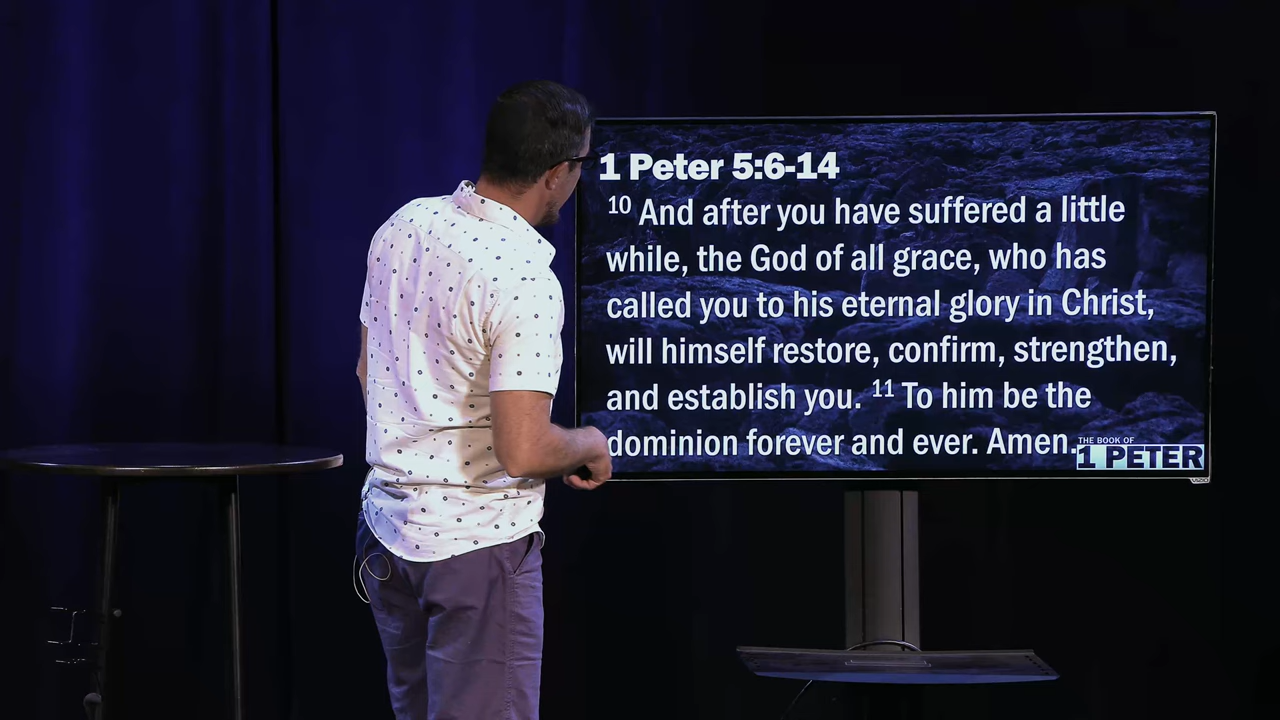 1 Peter 5:6-14
10 And after you have suffered a little
while, the God of all grace, who has
called you to his eternal glory in Christ,
will himself restore, confirm, strengthen,
and establish you. 11 To him be the
dominion forever and ever. Amen.
THE BOOK OF
1 PETER
VIZIO